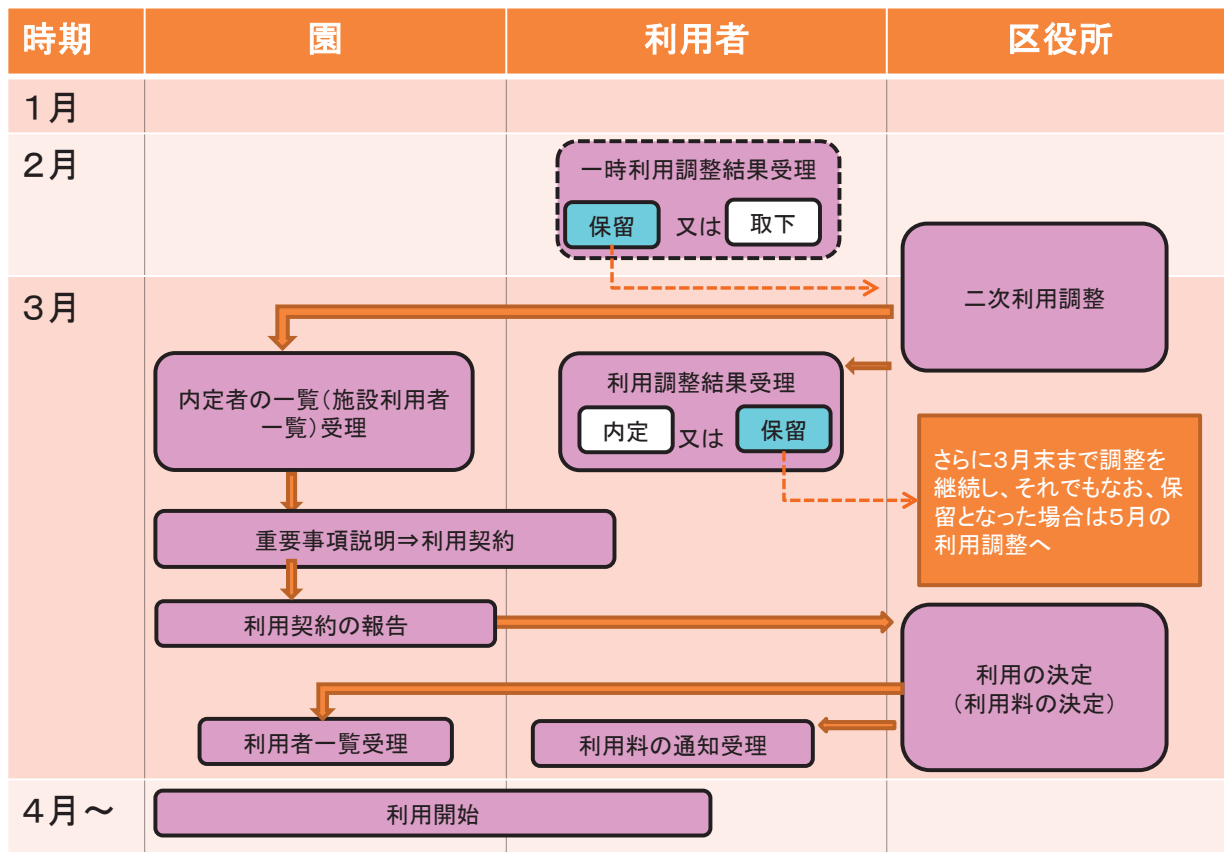 時期
園
利用者
区役所
1月
2月
一時利用調整結果受理
保留
又は
取下
二次利用調整
3月
内定者の一覧(施設利用者
一覧)受理
利用調整結果受理
内定
又は
保留
さらに3月末まで調整を
継続し、それでもなお、保
留となった場合は5月の
利用調整へ
重要事項説明⇒利用契約
利用契約の報告
利用の決定
(利用料の決定)
利用者一覧受理
利用料の通知受理
4月～
利用開始